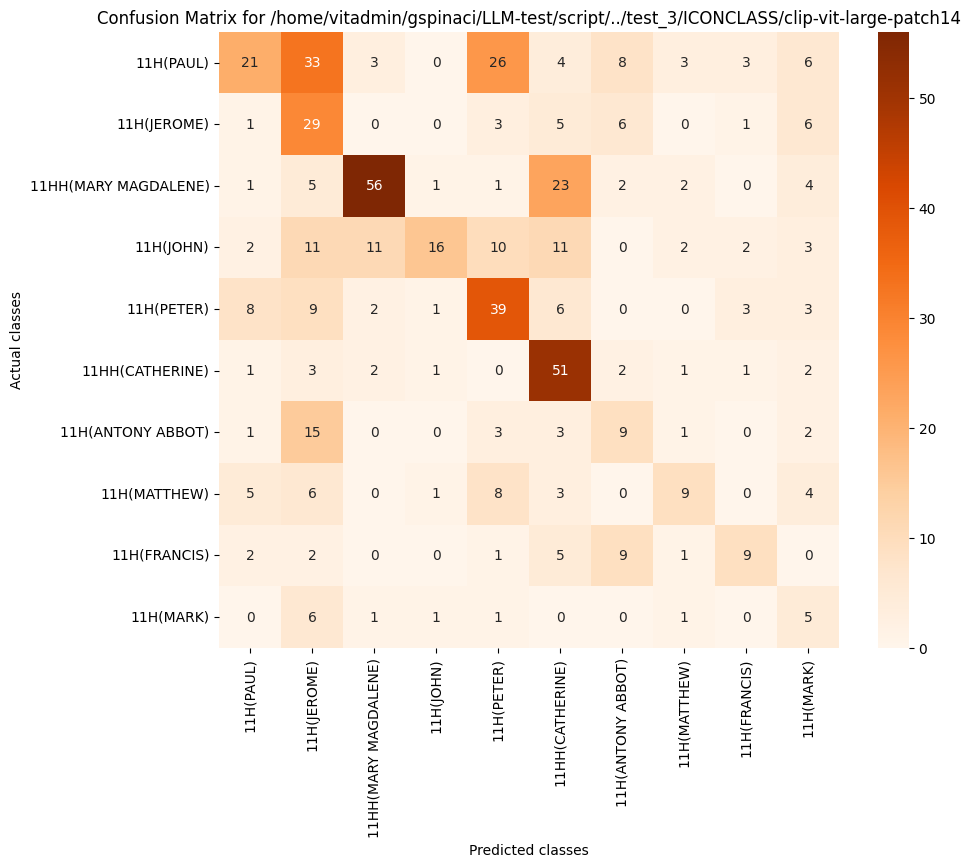 Confusion Matrix for /home/vitadmin/gspinaci/LLM-test/script/../test_3/ICONCLASS/clip-vit-large-patch14
11H(PAUL) 21 33 3 0 26 4 8 3 3 6
11H(JEROME) 1 29 0 0 3 5 6 0 1 6
11HH(MARY MAGDALENE) 1 5 56 1 1 23 2 2 0 4
11H(JOHN) 2 11 11 16 10 11 0 2 2 3
11H(PETER) 8 9 2 1 39 6 0 0 3 3
11HH(CATHERINE) 1 3 2 1 0 51 2 1 1 2
11H(ANTONY ABBOT) 1 15 0 0 3 3 9 1 0 2
11H(MATTHEW) 5 6 0 1 8 3 0 9 0 4
11H(FRANCIS) 2 2 0 0 1 5 9 1 9 0
11H(MARK) 0 6 1 1 1 0 0 1 0 5
Actual classes
11H(PAUL)
11H(JEROME)
11HH(MARY MAGDALENE)
11H(JOHN)
11H(PETER)
11HH(CATHERINE)
11H(ANTONY ABBOT)
11H(MATTHEW)
11H(FRANCIS)
11H(MARK)
Predicted classes
50
40
30
20
10
0